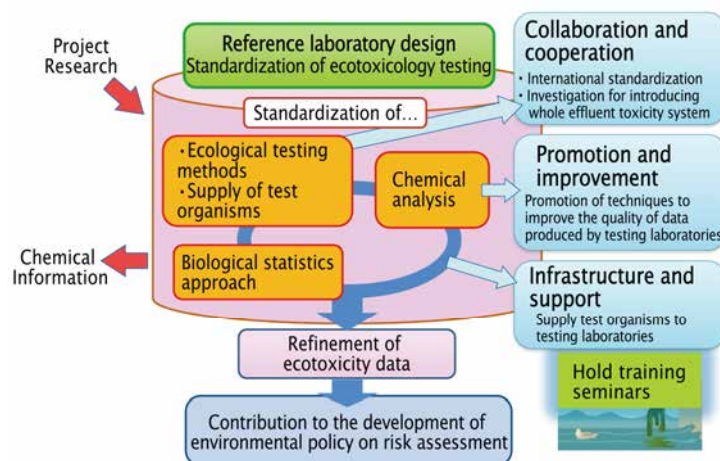 Project
Research
Reference laboratory design
Standardization of ecotoxicology testing
Standardization of...
・Ecological testing
methods
・Supply of test
organisms
Chemical
analysis
Biological statistics
approach
Chemical
Information
Refinement of
ecotoxicity data
Contribution to the development of
environmental policy on risk assessment
Collaboration and
cooperation
・International standardization
・Investigation for introducing
whole effluent toxicity system
Promotion and
improvement
Promotion of techniques to
improve the quality of data
produced by testing laboratories
Infrastructure and
support
Supply test organisms to
testing laboratories
Hold training
seminars